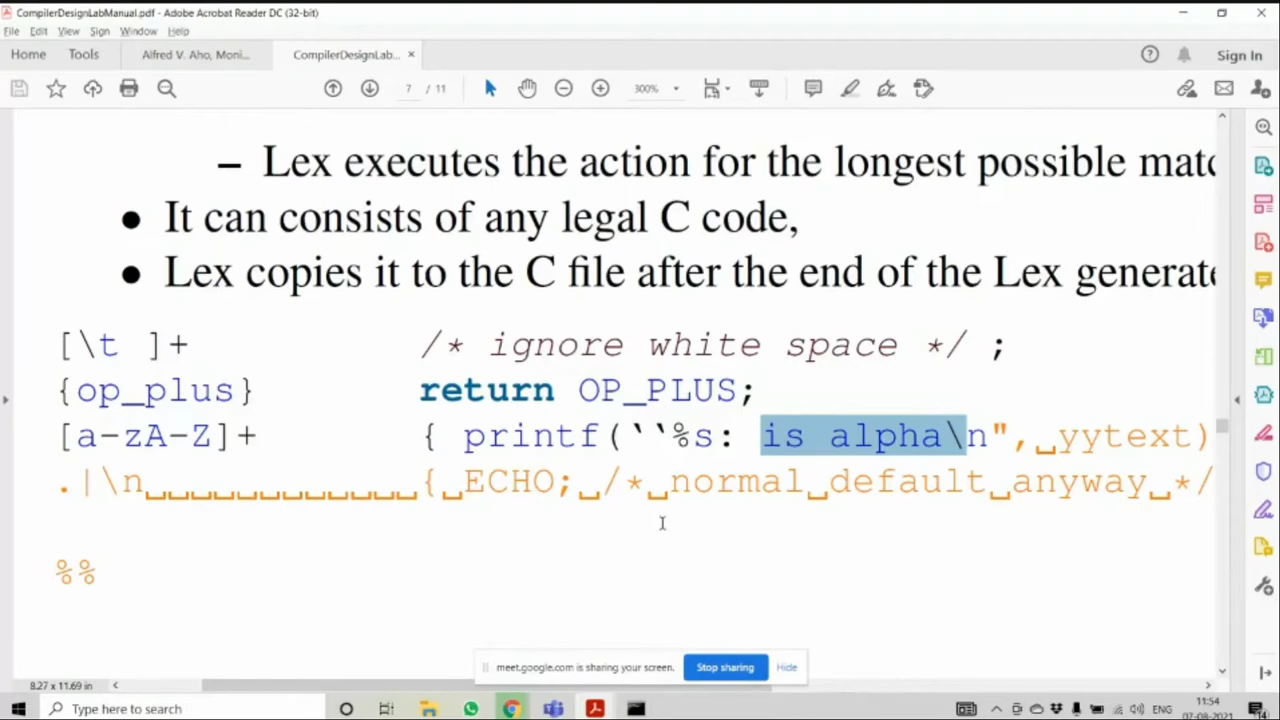 CompilerDesignLabManual.pdf - Adobe Acrobat Reader DC (32-bit)
File Edit View Sign Window Help
Home Tools Alfred V. Aho, Moni... CompilerDesignLab... × Sign In
7 / 11 300%
– Lex executes the action for the longest possible matc
● It can consists of any legal C code,
● Lex copies it to the C file after the end of the Lex generate
[\t ]+ /* ignore white space */ ;
{op_plus} return OP_PLUS;
[a-zA-Z]+ { printf(``%s: is alpha\n",␣yytext)
.|\n␣␣␣␣␣␣␣␣␣␣␣␣{␣ECHO;␣/*␣normal␣default␣anyway␣*/
%%
meet.google.com is sharing your screen. Stop sharing Hide
8.27 x 11.69 in
Type here to search ENG 11:54
07-08-2021